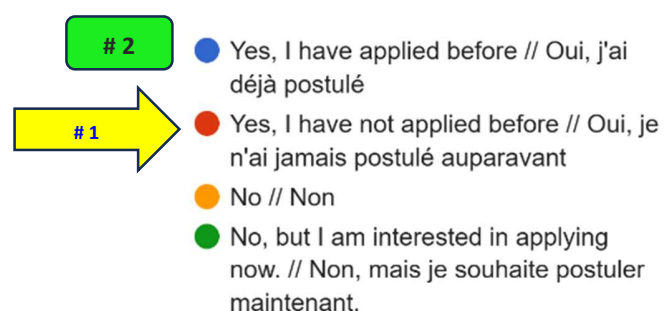 # 2
Yes, I have applied before // Oui, j'ai
déjà postulé
# 1
Yes, I have not applied before // Oui, je
n'ai jamais postulé auparavant
No // Non
No, but I am interested in applying
now. // Non, mais je souhaite postuler
maintenant.